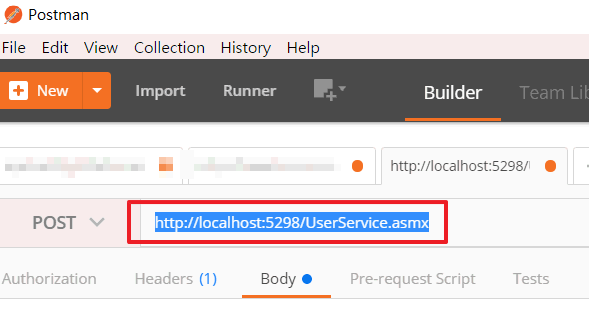 Postman
File Edit View Collection History Help
New Import Runner Builder Team Lib
http://localhost:5298/
POST http://localhost:5298/UserService.asmx
Authorization Headers (1) Body Pre-request Script Tests